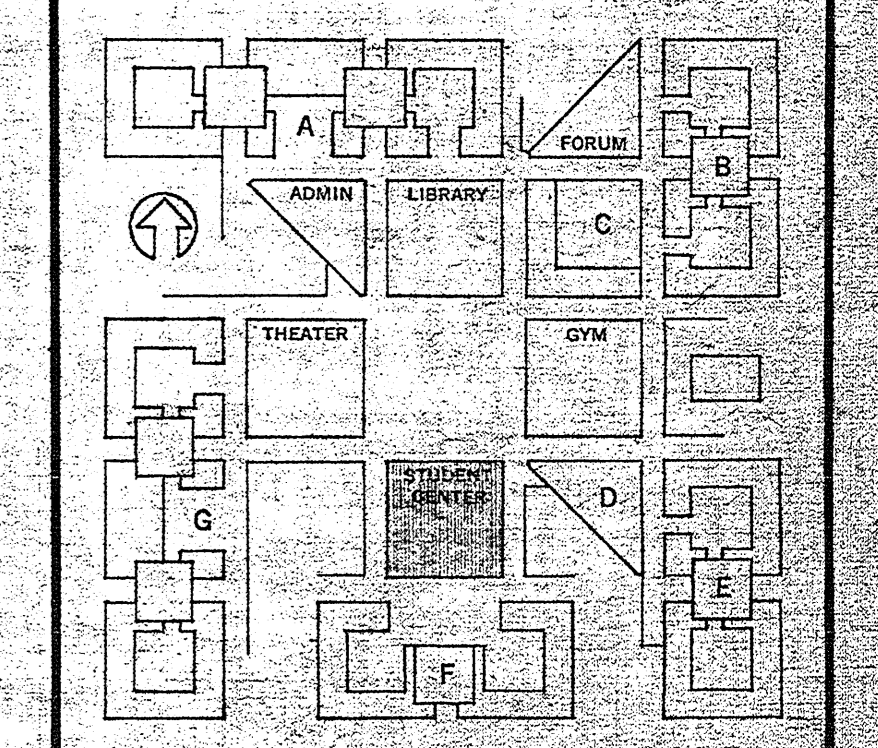 A
FORUM
B
ADMIN
LIBRARY
C
THEATER
GYM
STUDENT
CENTER
D
G
E
F